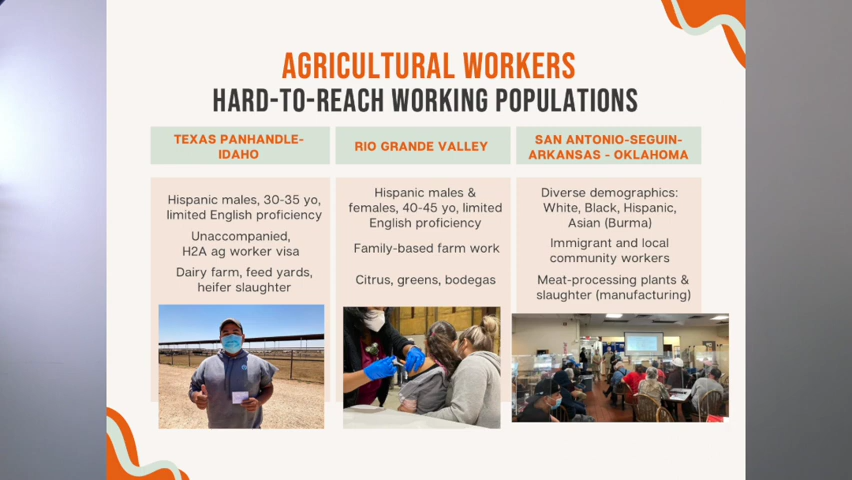 AGRICULTURAL WORKERS
HARD-TO-REACH WORKING POPULATIONS
TEXAS PANHANDLE-
IDAHO
Hispanic males, 30-35 yo,
limited English proficiency
Unaccompanied,
H2A ag worker visa
Dairy farm, feed yards,
heifer slaughter
RIO GRANDE VALLEY
Hispanic males &
females, 40-45 yo, limited
English proficiency
Family-based farm work
Citrus, greens, bodegas
SAN ANTONIO-SEGUIN-
ARKANSAS - OKLAHOMA
Diverse demographics:
White, Black, Hispanic,
Asian (Burma)
Immigrant and local
community workers
Meat-processing plants &
slaughter (manufacturing)